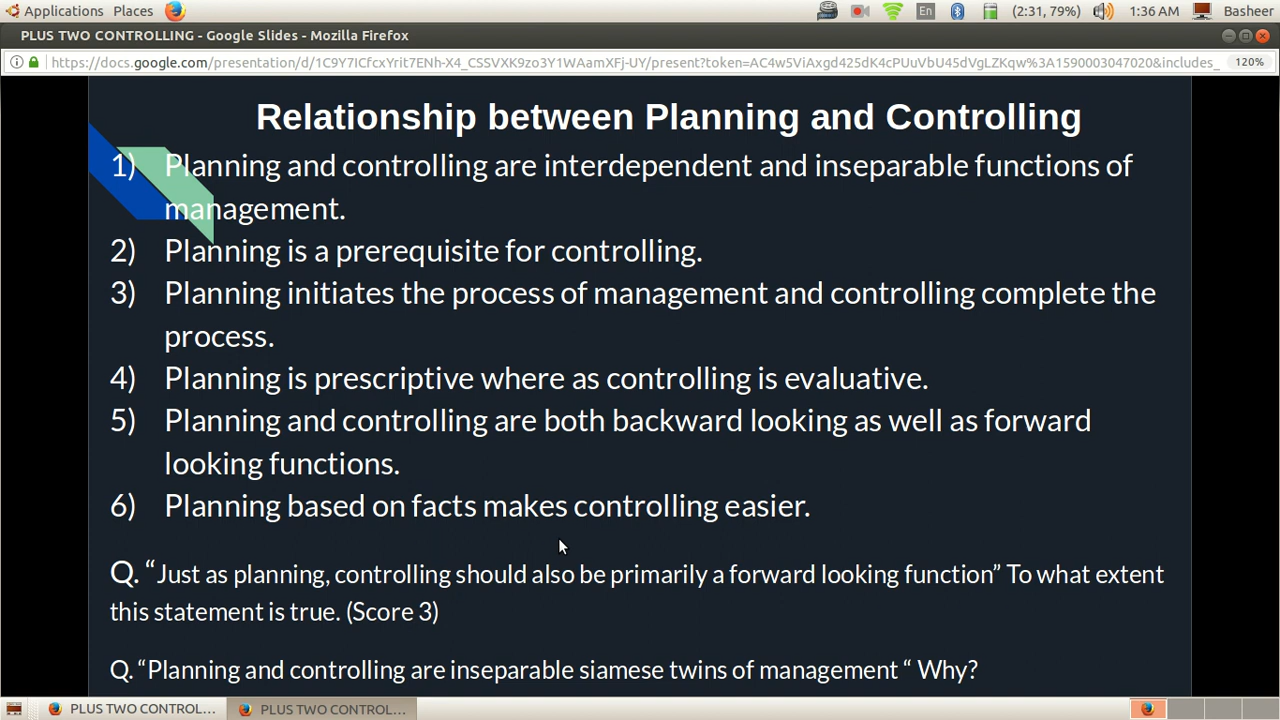 Applications Places En (2:31, 79%) 1:36 AM Basheer
PLUS TWO CONTROLLING - Google Slides - Mozilla Firefox
https://docs.google.com/presentation/d/1C9Y7ICfcxYrit7ENh-X4_CSSVXK9zo3Y1WAamXFj-UY/present?token=AC4w5ViAxgd425dK4cPUuVbU45dVgLZKqw%3A1590003047020&includes_ 120%
Relationship between Planning and Controlling
1) Planning and controlling are interdependent and inseparable functions of
management.
2) Planning is a prerequisite for controlling.
3) Planning initiates the process of management and controlling complete the
process.
4) Planning is prescriptive where as controlling is evaluative.
5) Planning and controlling are both backward looking as well as forward
looking functions.
6) Planning based on facts makes controlling easier.
Q. “Just as planning, controlling should also be primarily a forward looking function” To what extent
this statement is true. (Score 3)
Q. “Planning and controlling are inseparable siamese twins of management “ Why?
PLUS TWO CONTROL... PLUS TWO CONTROL...